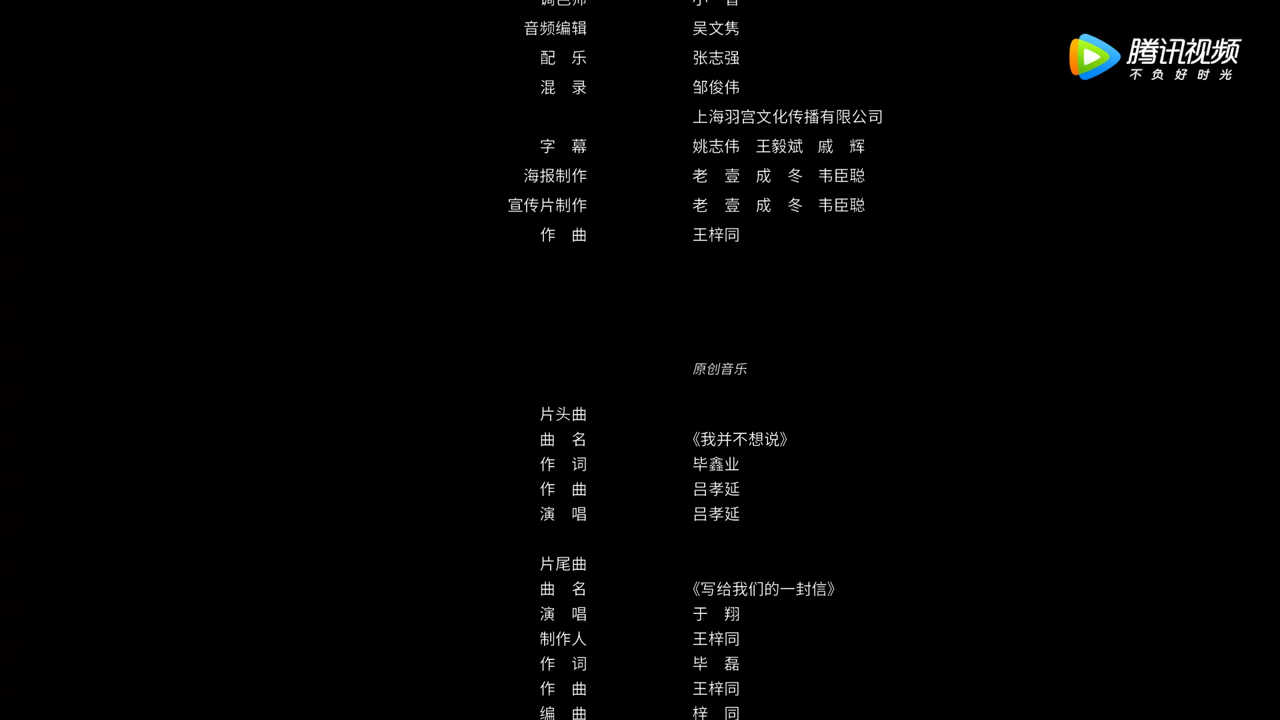 音频编辑 吴文隽
配 乐 张志强
混 录 邹俊伟
上海羽宫文化传播有限公司
字 幕 姚志伟 王毅斌 戚 辉
海报制作 老 壹 成 冬 韦臣聪
宣传片制作 老 壹 成 冬 韦臣聪
作 曲 王梓同
原创音乐
片头曲
曲 名 《我并不想说》
作 词 毕鑫业
作 曲 吕孝延
演 唱 吕孝延
片尾曲
曲 名 《写给我们的一封信》
演 唱 于 翔
制作人 王梓同
作 词 毕 磊
作 曲 王梓同
编 曲 梓 同
腾讯视频
不负好时光